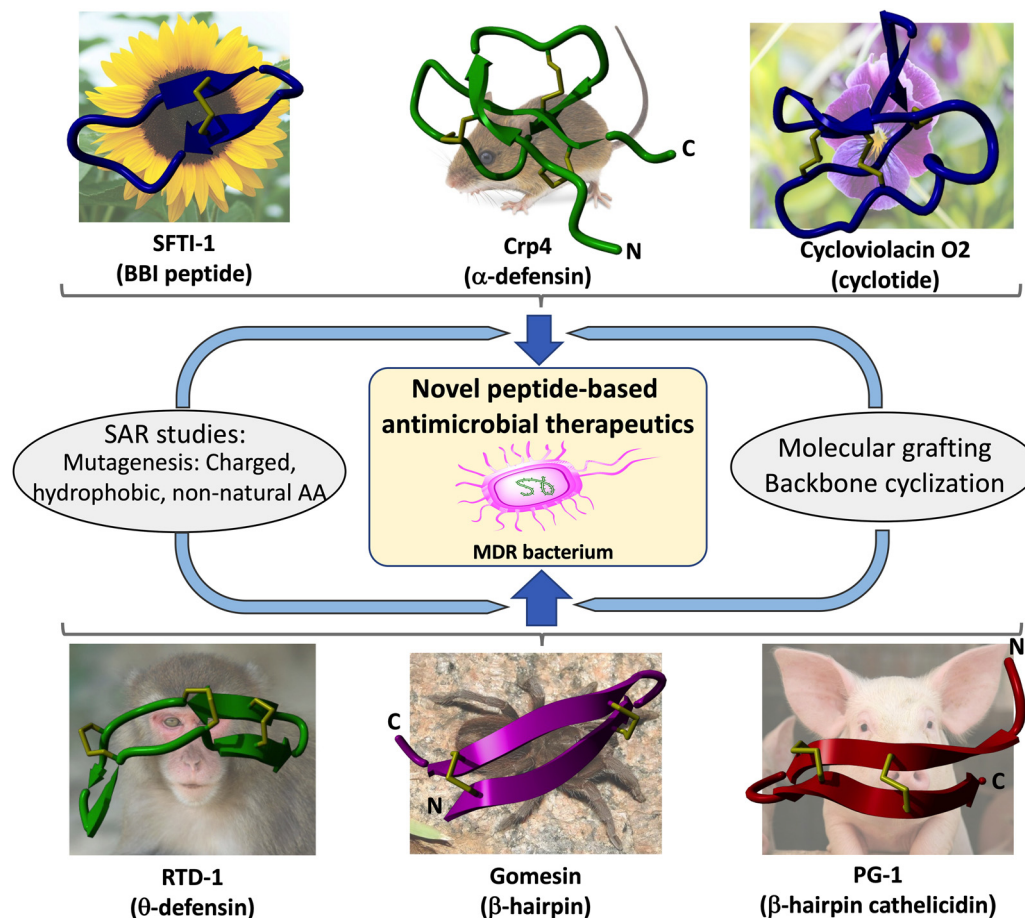 SFTI-1
(BBI peptide)
C
N
Crp4
(α-defensin)
Cycloviolacin O2
(cyclotide)
SAR studies:
Mutagenesis: Charged,
hydrophobic, non-natural AA
Novel peptide-based
antimicrobial therapeutics
MDR bacterium
Molecular grafting
Backbone cyclization
RTD-1
(θ-defensin)
C
N
Gomesin
(β-hairpin)
N
C
PG-1
(β-hairpin cathelicidin)